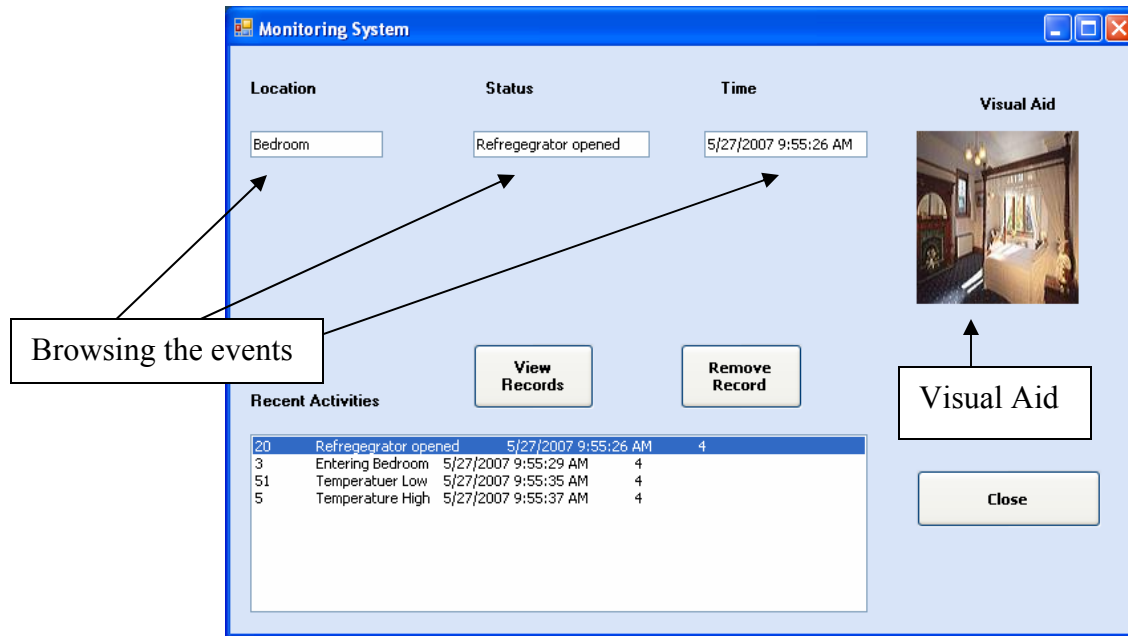 Monitoring System
Location Status Time
Visual Aid
Bedroom Refregegrator opened 5/27/2007 9:55:26 AM
Browsing the events
View
Records
Remove
Record
Visual Aid
Recent Activities
20 Refregegrator opened 5/27/2007 9:55:26 AM 4
3 Entering Bedroom 5/27/2007 9:55:29 AM 4
51 Temperatuer Low 5/27/2007 9:55:35 AM 4
5 Temperature High 5/27/2007 9:55:37 AM 4
Close